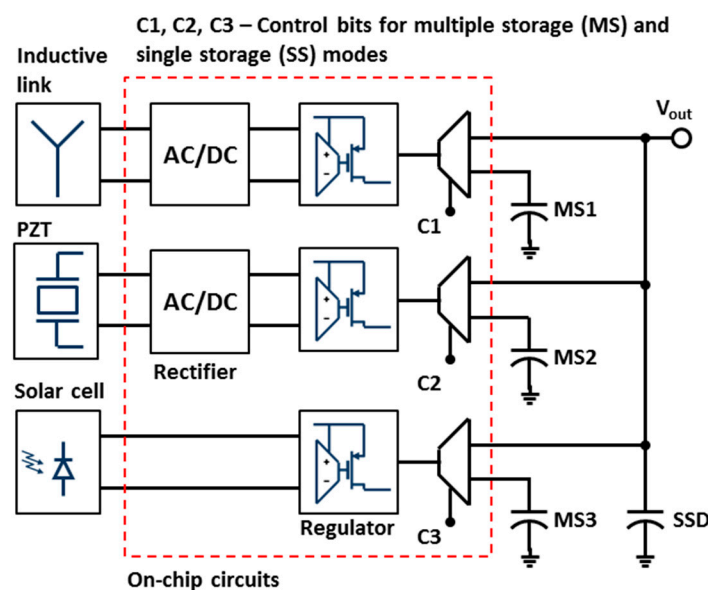 C1, C2, C3 – Control bits for multiple storage (MS) and
single storage (SS) modes
Inductive
link
AC/DC
+
−
C1
MS1
Vout
PZT
AC/DC
+
−
Rectifier
C2
MS2
Solar cell
+
−
Regulator
C3
MS3
SSD
On-chip circuits